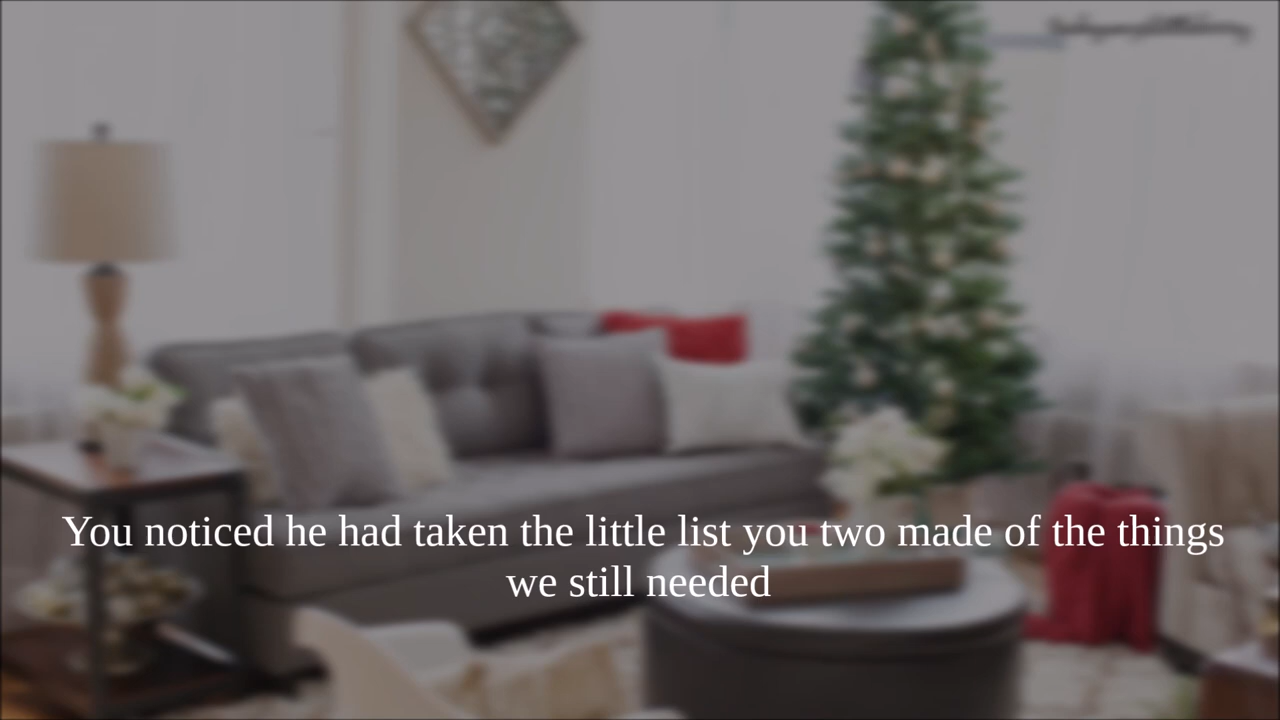 You noticed he had taken the little list you two made of the things
we still needed